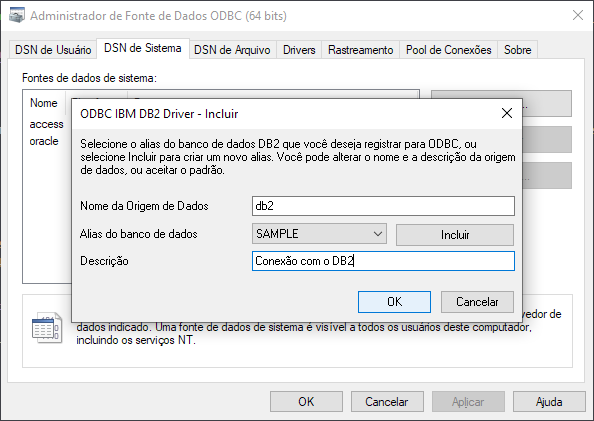 Administrador de Fonte de Dados ODBC (64 bits)
DSN de Usuário DSN de Sistema DSN de Arquivo Drivers Rastreamento Pool de Conexões Sobre
Fontes de dados de sistema:
Nome
access
oracle
ODBC IBM DB2 Driver - Incluir
Selecione o alias do banco de dados DB2 que você deseja registrar para ODBC, ou
selecione Incluir para criar um novo alias. Você pode alterar o nome e a descrição da origem
de dados, ou aceitar o padrão.
Nome da Origem de Dados db2
Alias do banco de dados SAMPLE Incluir
Descrição Conexão com o DB2
OK Cancelar
vedor de
dados indicado. Uma fonte de dados de sistema é visível a todos os usuários deste computador,
incluindo os serviços NT.
OK Cancelar Aplicar Ajuda